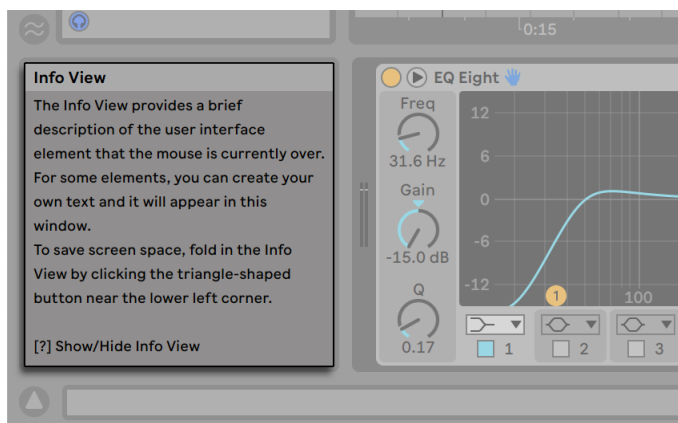 0:15
Info View
The Info View provides a brief
description of the user interface
element that the mouse is currently over.
For some elements, you can create your
own text and it will appear in this
window.
To save screen space, fold in the Info
View by clicking the triangle-shaped
button near the lower left corner.
[?] Show/Hide Info View
EQ Eight
Freq
31.6 Hz
Gain
-15.0 dB
Q
0.17
12
6
0
-6
-12
1
100
1
2
3